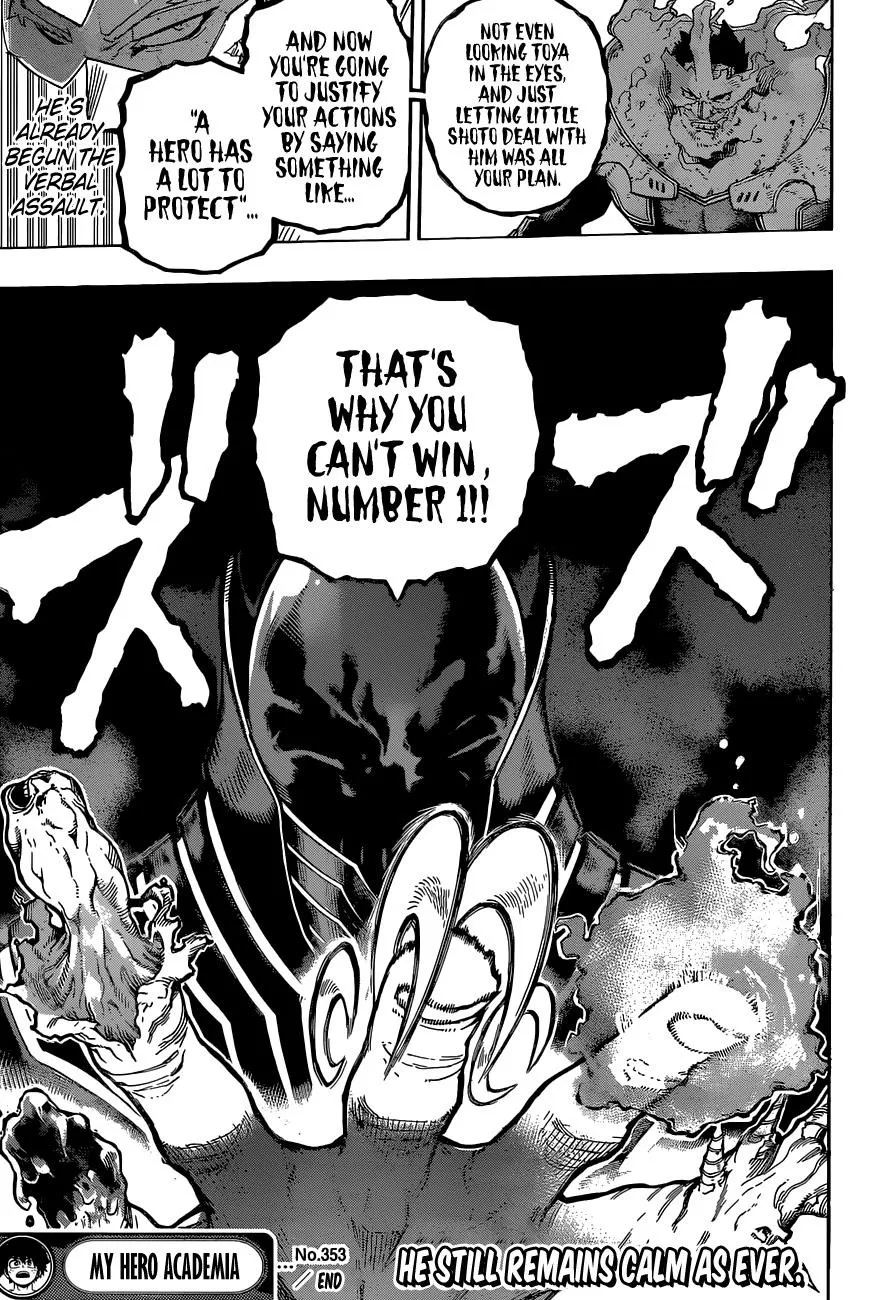 NOT EVEN
LOOKING TOYA
IN THE EYES,
AND JUST
LETTING LITTLE
SHOTO DEAL WITH
HIM WAS ALL
YOUR PLAN.
AND NOW
YOU'RE GOING
TO JUSTIFY
YOUR ACTIONS
BY SAYING
SOMETHING
LIKE...
"A
HERO HAS
A LOT TO
PROTECT"...
HE'S
ALREADY
BEGUN THE
VERBAL
ASSAULT.
THAT'S
WHY YOU
CAN'T WIN,
NUMBER 1!!
ズ
ズ
MY HERO ACADEMIA
...No.353
/ END
HE STILL REMAINS CALM AS EVER.